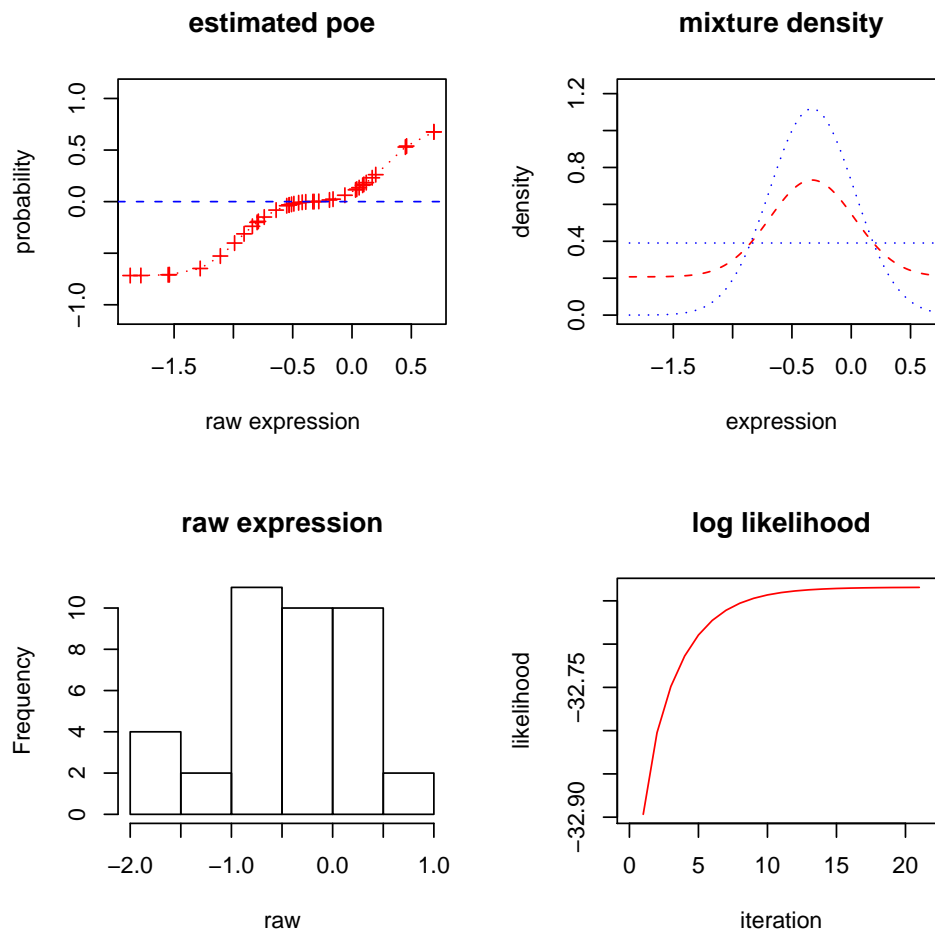 estimated poe
probability
1.0
0.5
0.0
−1.0
−1.5
−0.5
0.0
0.5
raw expression
mixture density
density
1.2
0.8
0.4
0.0
−1.5
−0.5
0.0
0.5
expression
raw expression
Frequency
10
8
6
4
2
0
−2.0
−1.0
0.0
1.0
raw
log likelihood
likelihood
−32.75
−32.90
0
5
10
15
20
iteration